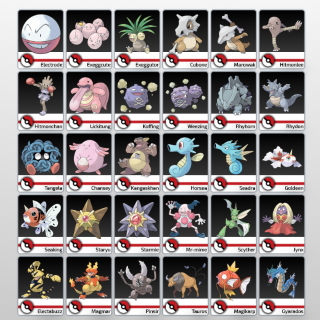 Electrode Exeggcute Exeggutor Cubone Marowak Hitmonlee
Hitmonchan Lickitung Koffing Weezing Rhyhorn Rhydon
Tangela Chansey Kangaskhan Horsea Seadra Goldeen
Seaking Staryu Starmie Mr-mime Scyther Jynx
Electabuzz Magmar Pinsir Tauros Magikarp Gyarados